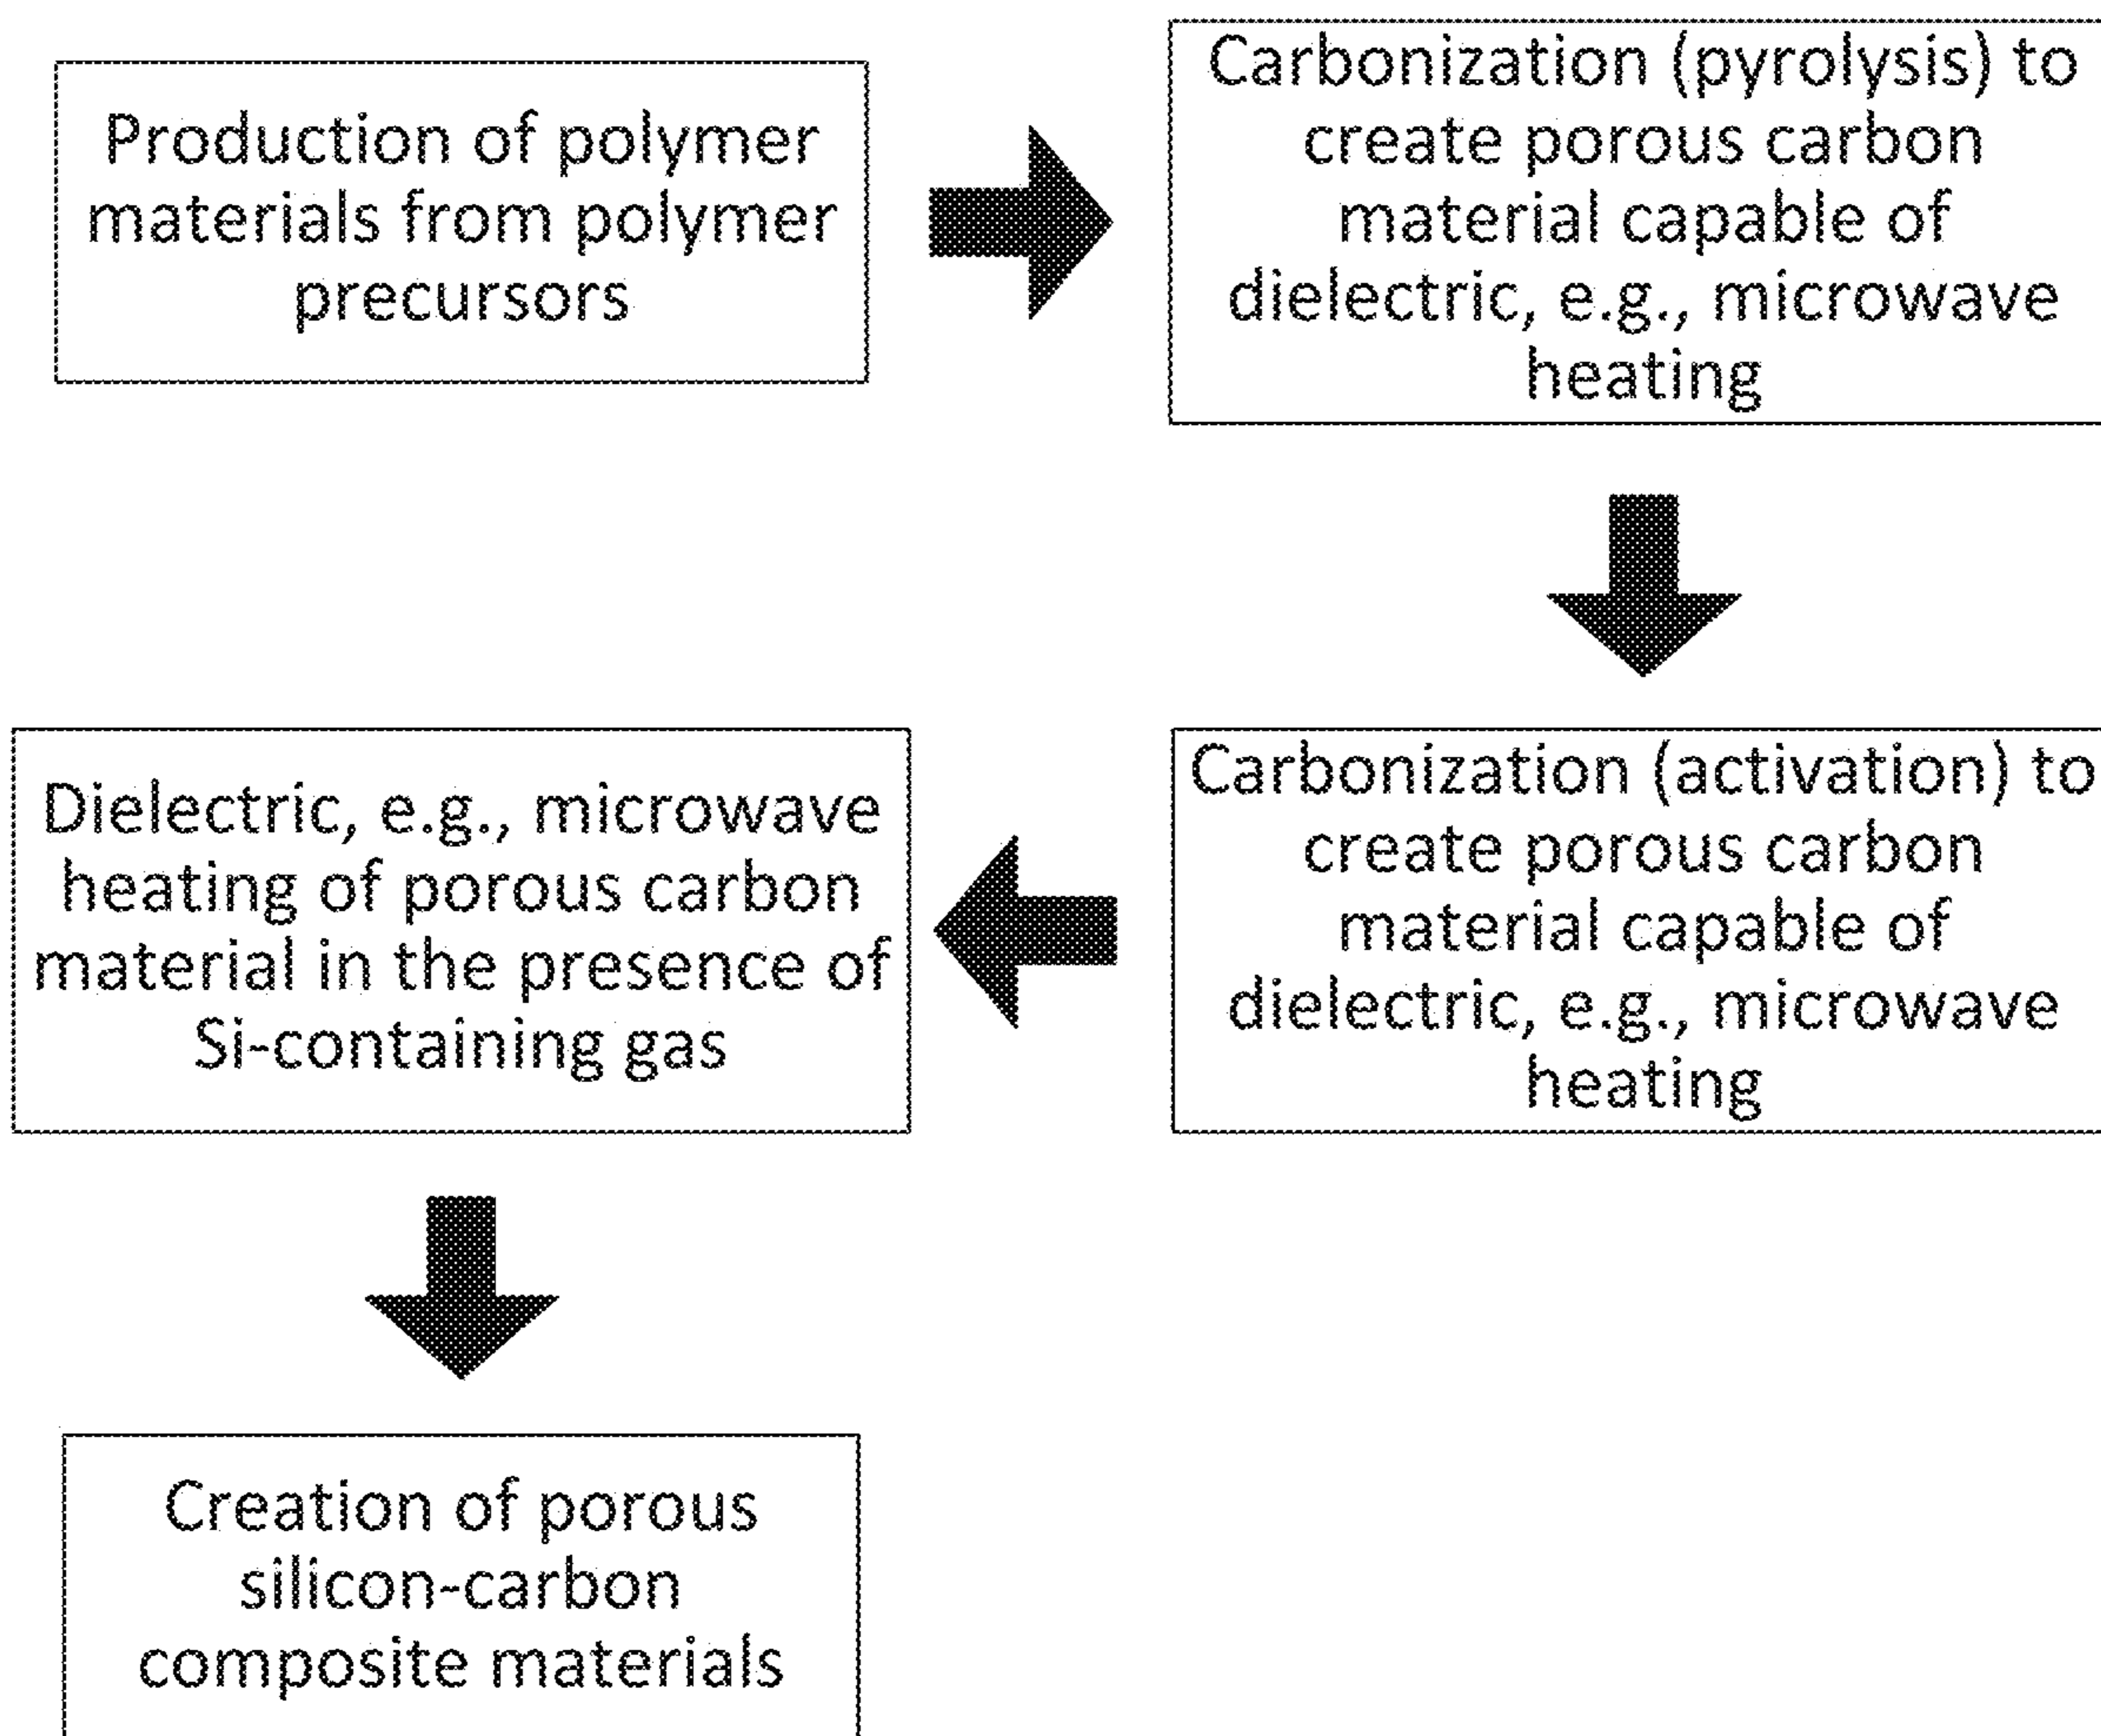 Production of polymer
materials from polymer
precursors
Carbonization (pyrolysis) to
create porous carbon
material capable of
dielectric, e.g., microwave
heating
Carbonization (activation) to
create porous carbon
material capable of
dielectric, e.g., microwave
heating
Dielectric, e.g., microwave
heating of porous carbon
material in the presence of
Si-containing gas
Creation of porous
silicon-carbon
composite materials